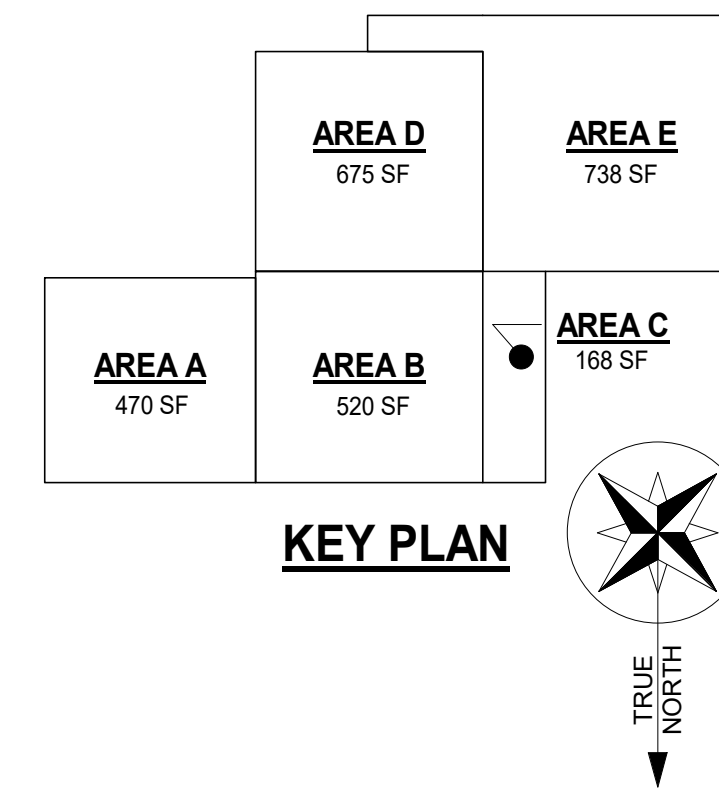 AREA D
675 SF
AREA E
738 SF
AREA A
470 SF
AREA B
520 SF
AREA C
168 SF
KEY PLAN
TRUE
NORTH